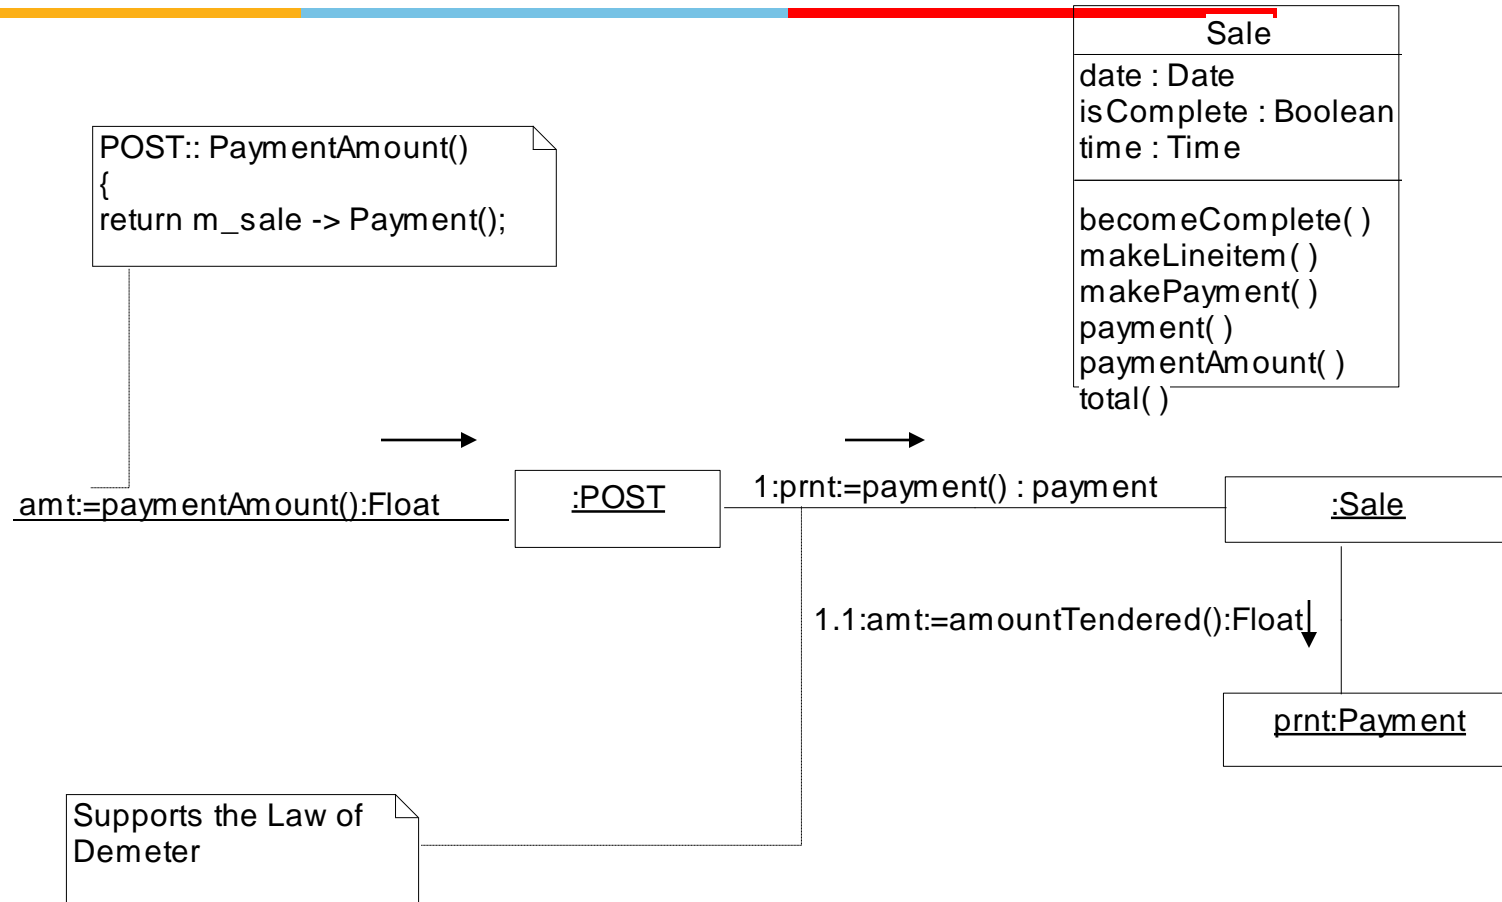 Sale
date : Date
isComplete : Boolean
time : Time
becomeComplete( )
makeLineitem( )
makePayment( )
payment( )
paymentAmount( )
total( )
POST:: PaymentAmount()
{
return m_sale -> Payment();
amt:=paymentAmount():Float
:POST
1:prnt:=payment() : payment
:Sale
1.1:amt:=amountTendered():Float
prnt:Payment
Supports the Law of
Demeter